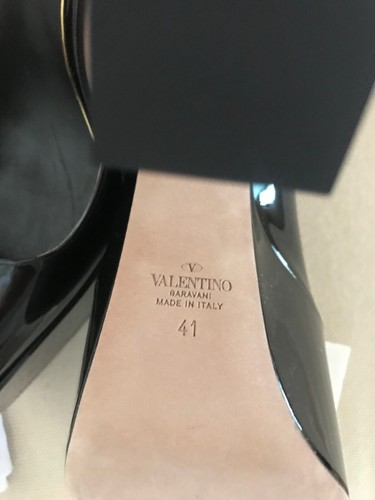 V
VALENTINO
GARAVANI
MADE IN ITALY
41